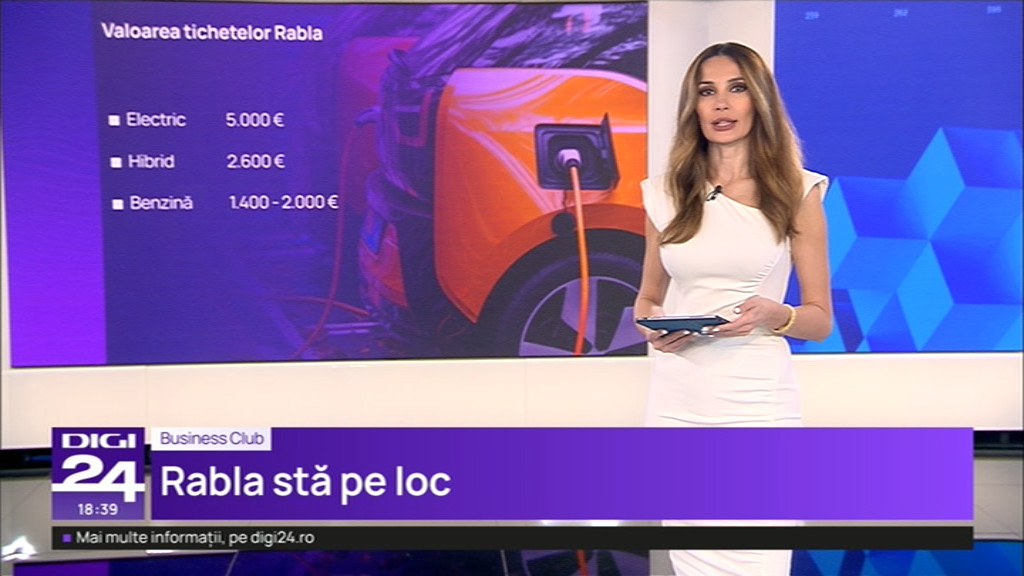 Valoarea tichetelor Rabla
Electric 5.000 €
Hibrid 2.600 €
Benzină 1.400 - 2.000 €
DIGI
24
18:39
Business Club
Rabla stă pe loc
Mai multe informații, pe digi24.ro